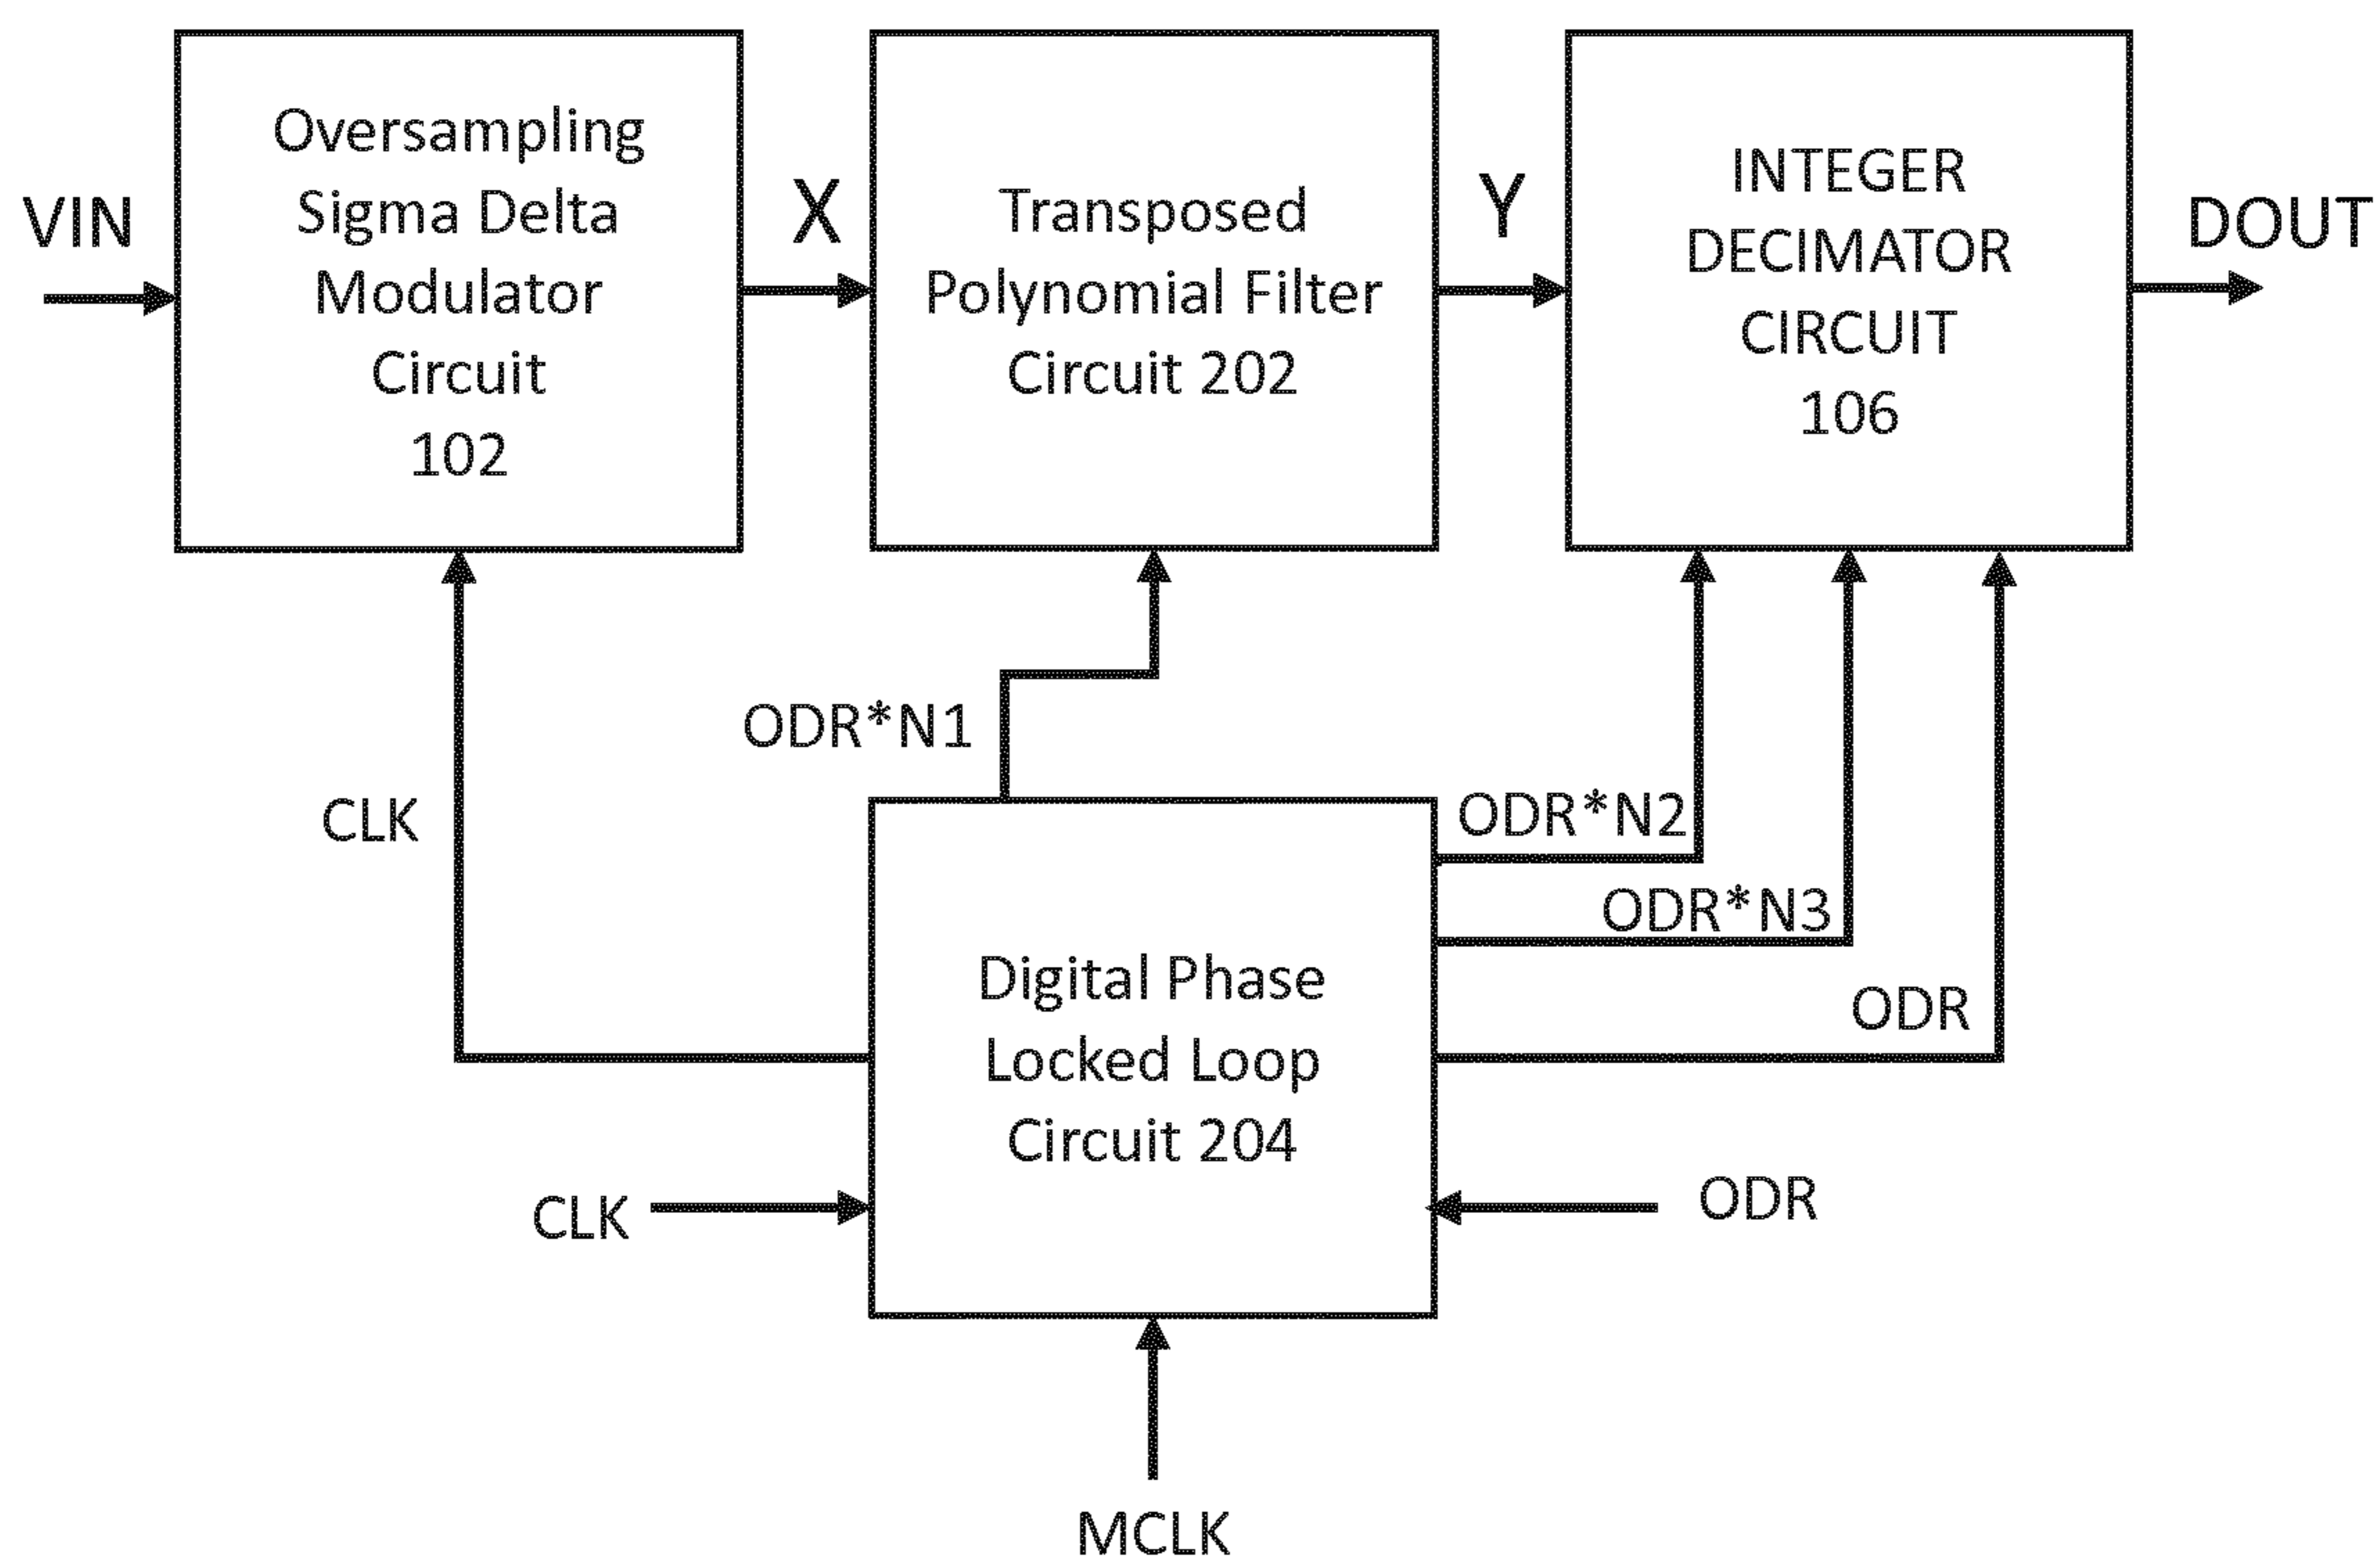 VIN
Oversampling
Sigma Delta
Modulator
Circuit
102
X
Transposed
Polynomial Filter
Circuit 202
Y
INTEGER
DECIMATOR
CIRCUIT
106
DOUT
CLK
ODR*N1
ODR*N2
ODR*N3
ODR
Digital Phase
Locked Loop
Circuit 204
CLK
ODR
MCLK